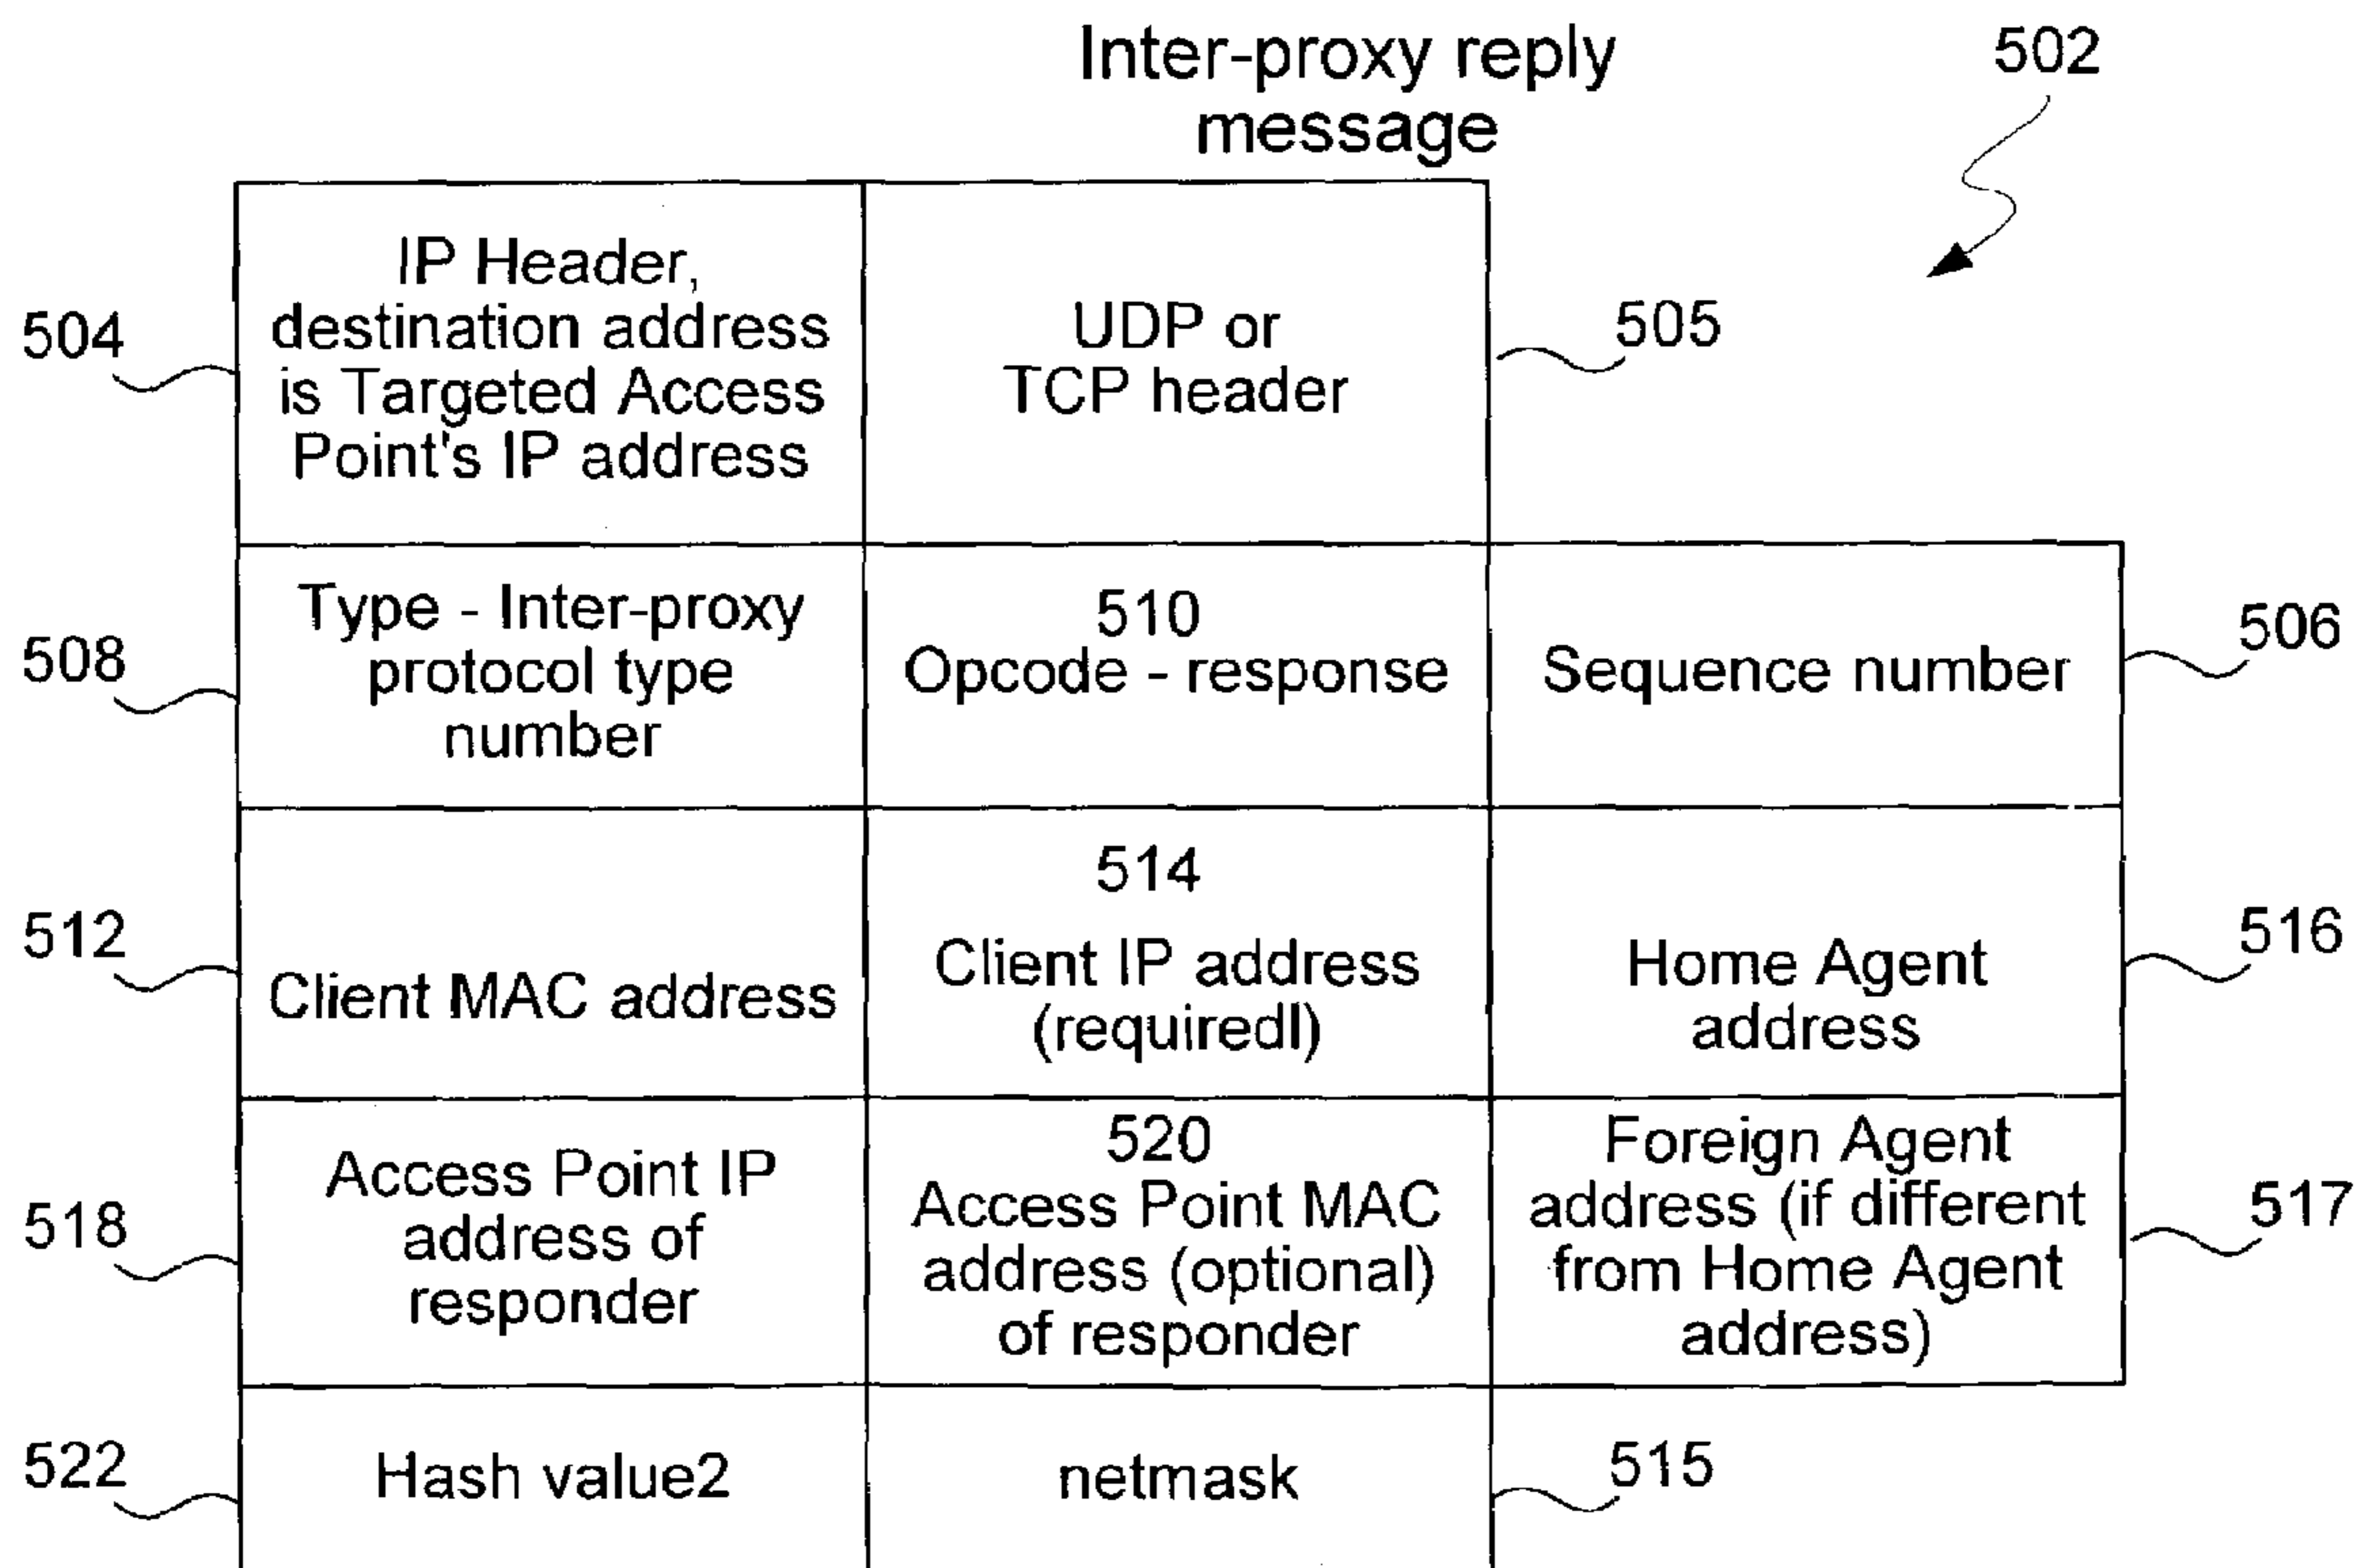 Inter-proxy reply
message
502
504
IP Header,
destination address
is Targeted Access
Point's IP address
UDP or
TCP header
505
508
Type - Inter-proxy
protocol type
number
510
Opcode - response
Sequence number
506
512
Client MAC address
514
Client IP address
(requiredl)
Home Agent
address
516
518
Access Point IP
address of
responder
520
Access Point MAC
address (optional)
of responder
Foreign Agent
address (if different
from Home Agent
address)
517
522
Hash value2
netmask
515